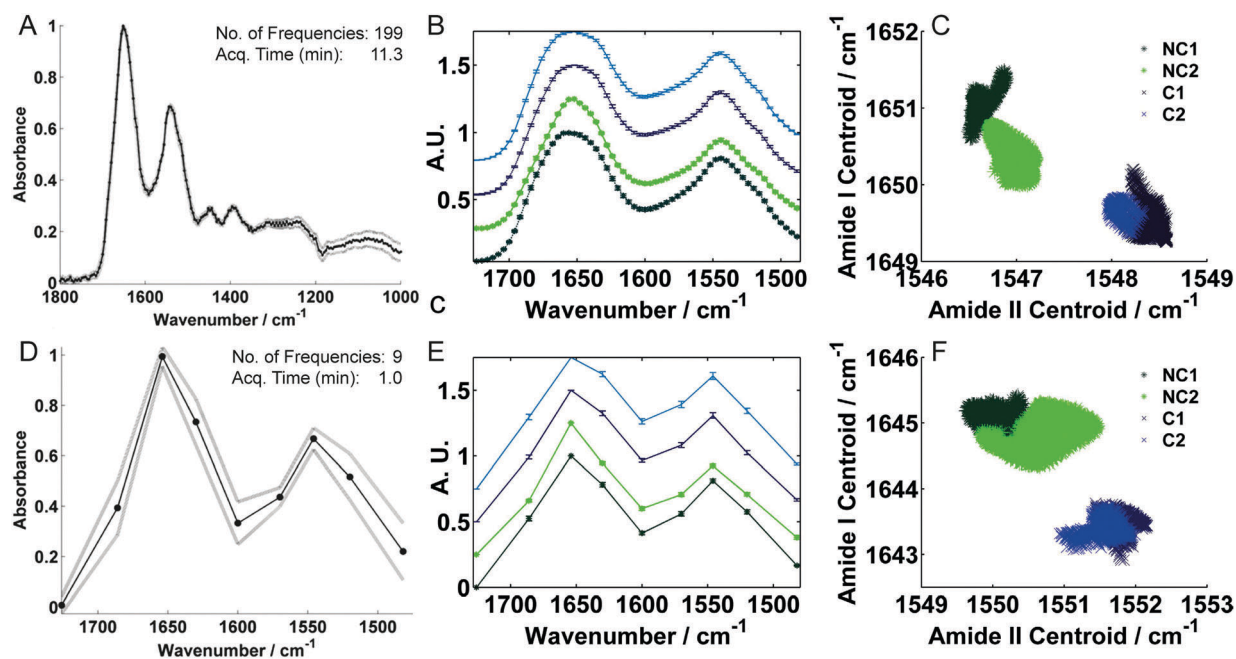 A
No. of Frequencies: 199
Acq. Time (min): 11.3
1
0.8
0.6
0.4
0.2
0
Absorbance
1800
1600
1400
1200
1000
Wavenumber / cm-1
B
1.5
1
0.5
A.U.
1700
1650
1600
1550
1500
Wavenumber / cm-1
C
1652
1651
1650
1649
Amide I Centroid / cm-1
NC1
NC2
C1
C2
1546
1547
1548
1549
Amide II Centroid / cm-1
c
D
No. of Frequencies: 9
Acq. Time (min): 1.0
1
0.8
0.6
0.4
0.2
0
Absorbance
1700
1650
1600
1550
1500
Wavenumber / cm-1
E
1.5
1
0.5
0
A. U.
1700
1650
1600
1550
1500
Wavenumber / cm-1
F
1646
1645
1644
1643
Amide I Centroid / cm-1
NC1
NC2
C1
C2
1549
1550
1551
1552
1553
Amide II Centroid / cm-1